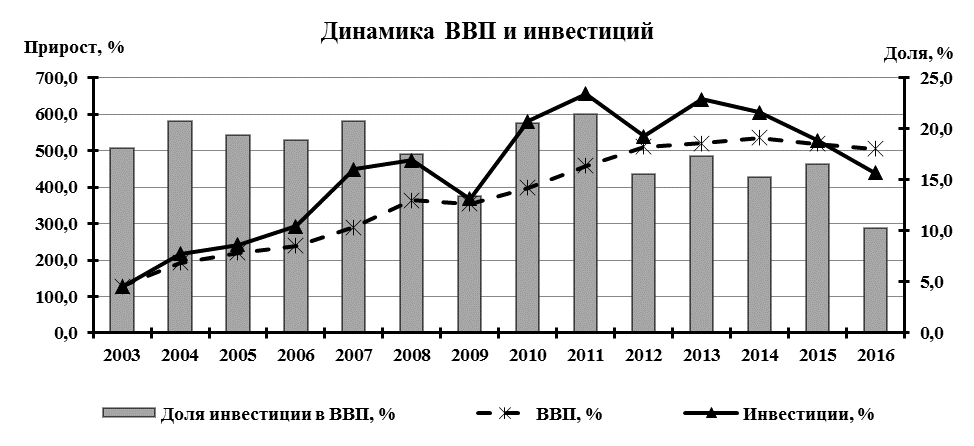 Динамика ВВП и инвестиций
Прирост, %
Доля, %
700,0
600,0
500,0
400,0
300,0
200,0
100,0
0,0
25,0
20,0
15,0
10,0
5,0
0,0
2003 2004 2005 2006 2007 2008 2009 2010 2011 2012 2013 2014 2015 2016
Доля инвестиции в ВВП, % ВВП, % Инвестиции, %